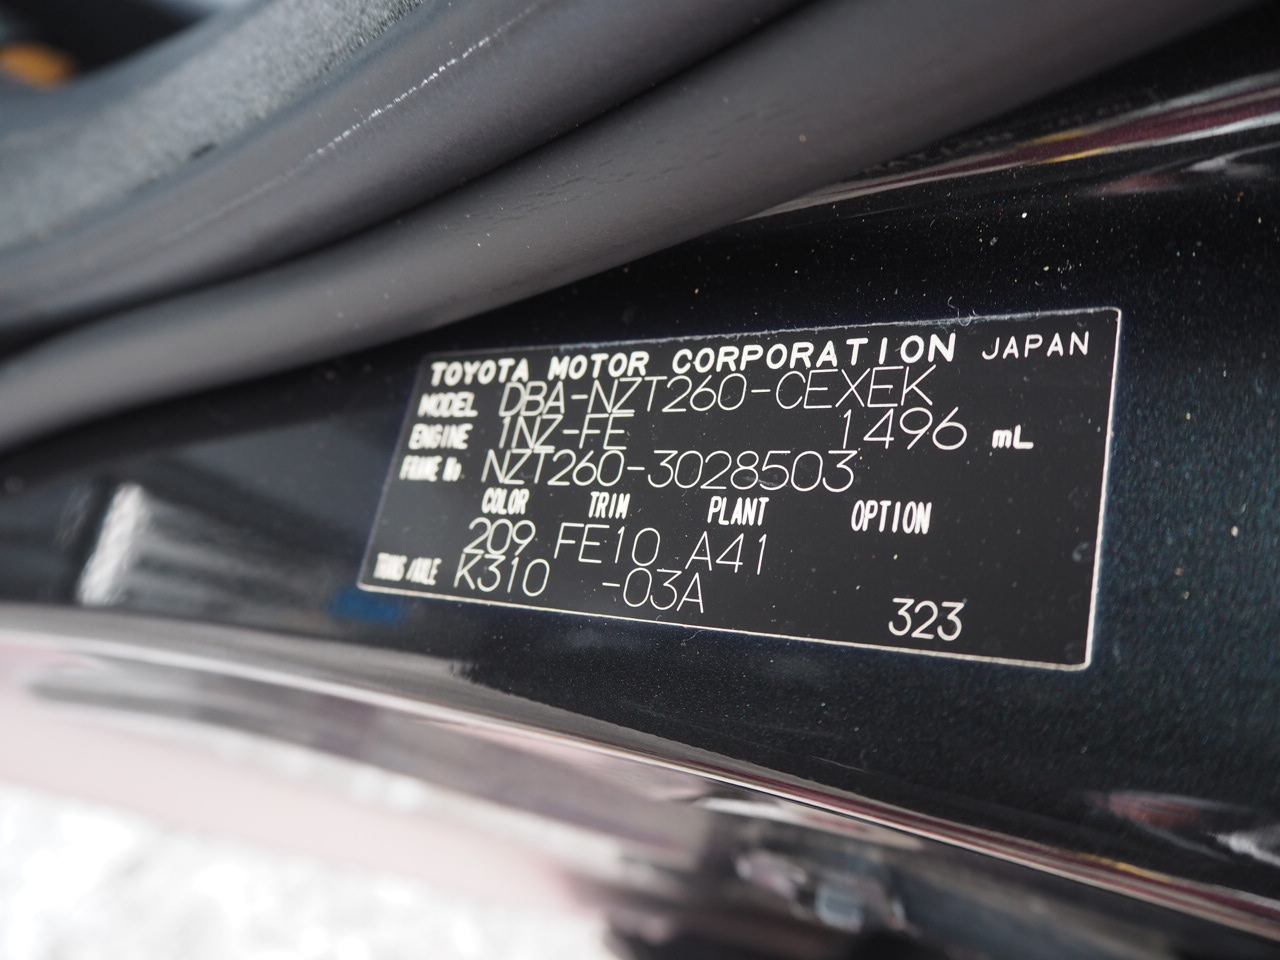 TOYOTA MOTOR CORPORATION JAPAN
MODEL DBA-NZT260-CEXEK
ENGINE 1NZ-FE 1496 mL
FRAME No NZT260-3028503
COLOR TRIM PLANT OPTION
209 FE10 A41
TRANS/AXLE K310 -03A
323